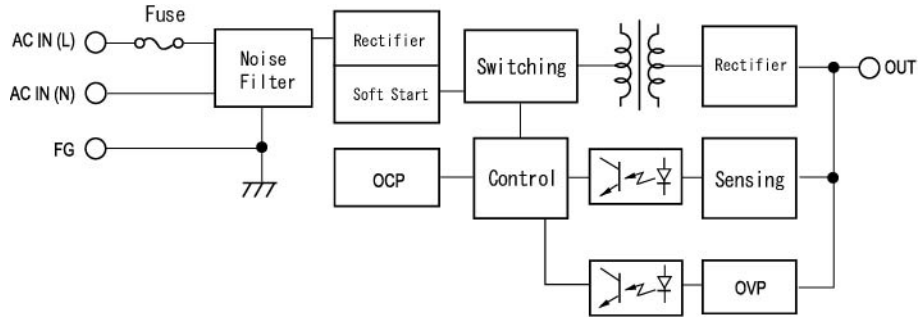 Fuse
AC IN (L)
Noise
Filter
Rectifier
Soft Start
Switching
Rectifier
OUT
AC IN (N)
FG
OCP
Control
Sensing
OVP